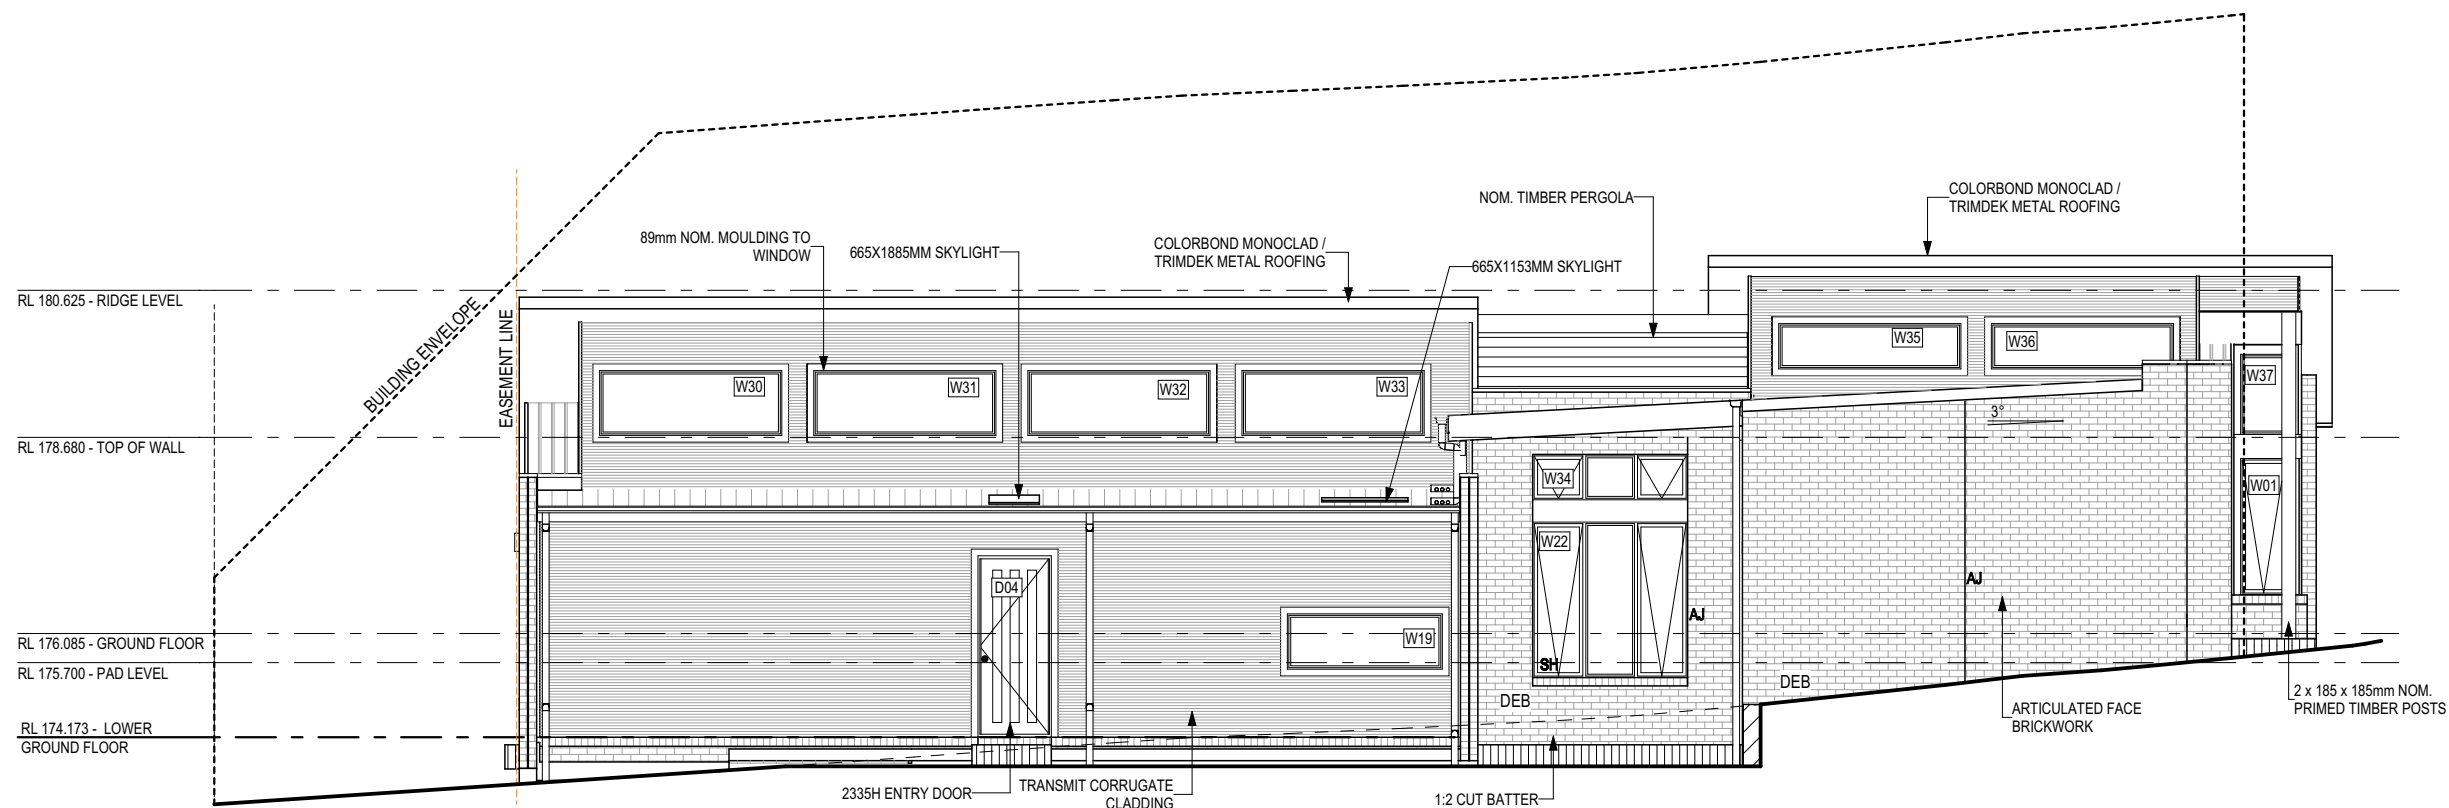 COLORBOND MONOCLAD /
TRIMDEK METAL ROOFING
NOM. TIMBER PERGOLA
89mm NOM. MOULDING TO
WINDOW
665X1885MM SKYLIGHT
COLORBOND MONOCLAD /
TRIMDEK METAL ROOFING
665X1153MM SKYLIGHT
RL 180.625 - RIDGE LEVEL
BUILDING ENVELOPE
EASEMENT LINE
W35
W36
W30
W31
W32
W33
W37
3°
RL 178.680 - TOP OF WALL
W34
W01
W22
D04
AJ
AJ
W19
RL 176.085 - GROUND FLOOR
SH
RL 175.700 - PAD LEVEL
DEB
DEB
2 x 185 x 185mm NOM.
PRIMED TIMBER POSTS
ARTICULATED FACE
BRICKWORK
RL 174.173 - LOWER
GROUND FLOOR
2335H ENTRY DOOR
TRANSMIT CORRUGATE
CLADDING
1:2 CUT BATTER